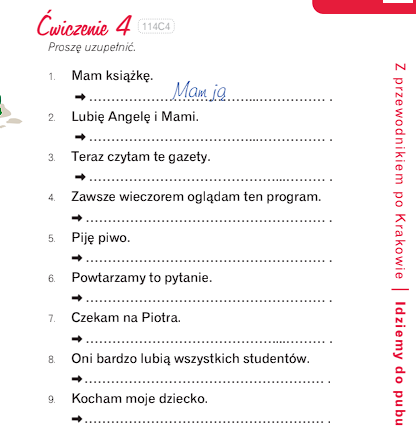 Ćwiczenie 4 114C4
Proszę uzupełnić.
1. Mam książkę.
➡ ........................Mam ją........................ .
2. Lubię Angelę i Mami.
➡ ................................................ .
3. Teraz czytam te gazety.
➡ ................................................ .
4. Zawsze wieczorem oglądam ten program.
➡ ................................................ .
5. Piję piwo.
➡ ................................................ .
6. Powtarzamy to pytanie.
➡ ................................................ .
7. Czekam na Piotra.
➡ ................................................ .
8. Oni bardzo lubią wszystkich studentów.
➡ ................................................ .
9. Kocham moje dziecko.
➡ ................................................ .
Z przewodnikiem po Krakowie | Idziemy do pubu